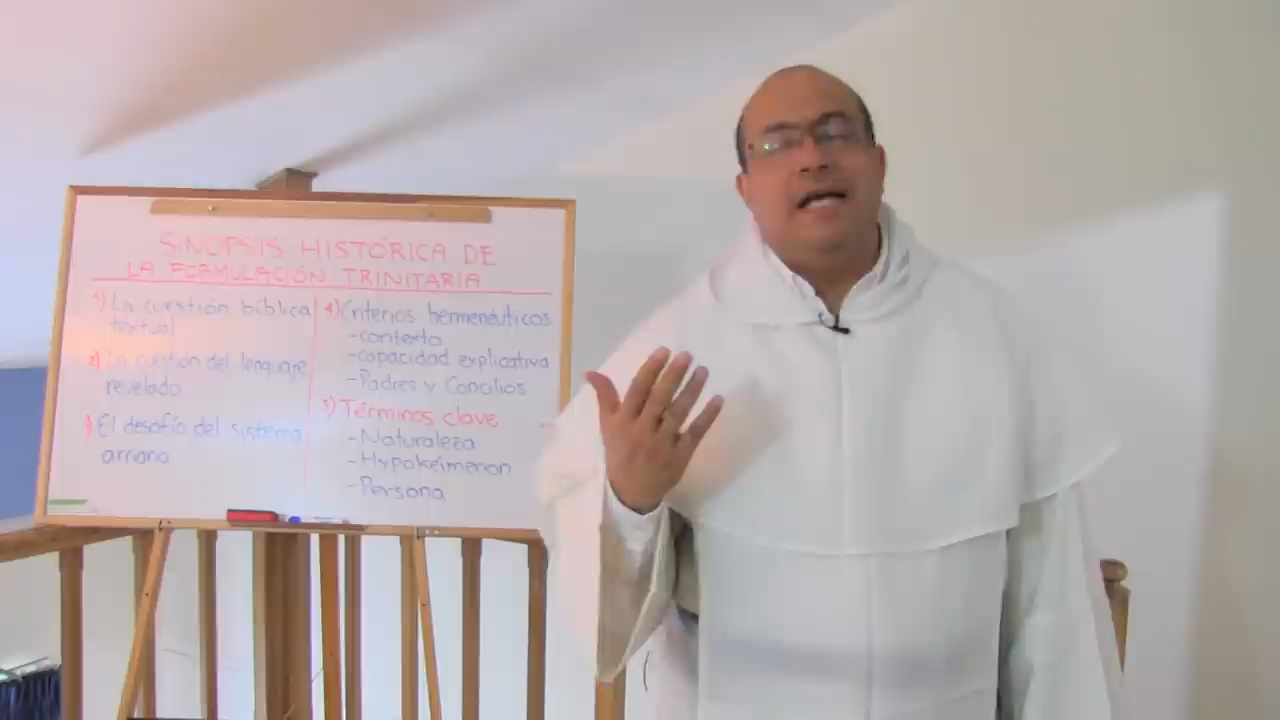 SINOPSIS HISTÓRICA DE
LA FORMULACIÓN TRINITARIA
1) La cuestión bíblica
textual
2) La cuestión del lenguaje
revelado
3) El desafío del sistema
arriano
4) Criterios hermenéuticos
- contexto
- capacidad explicativa
- Padres y Concilios
5) Términos clave
- Naturaleza
- Hypokeimenon
- Persona